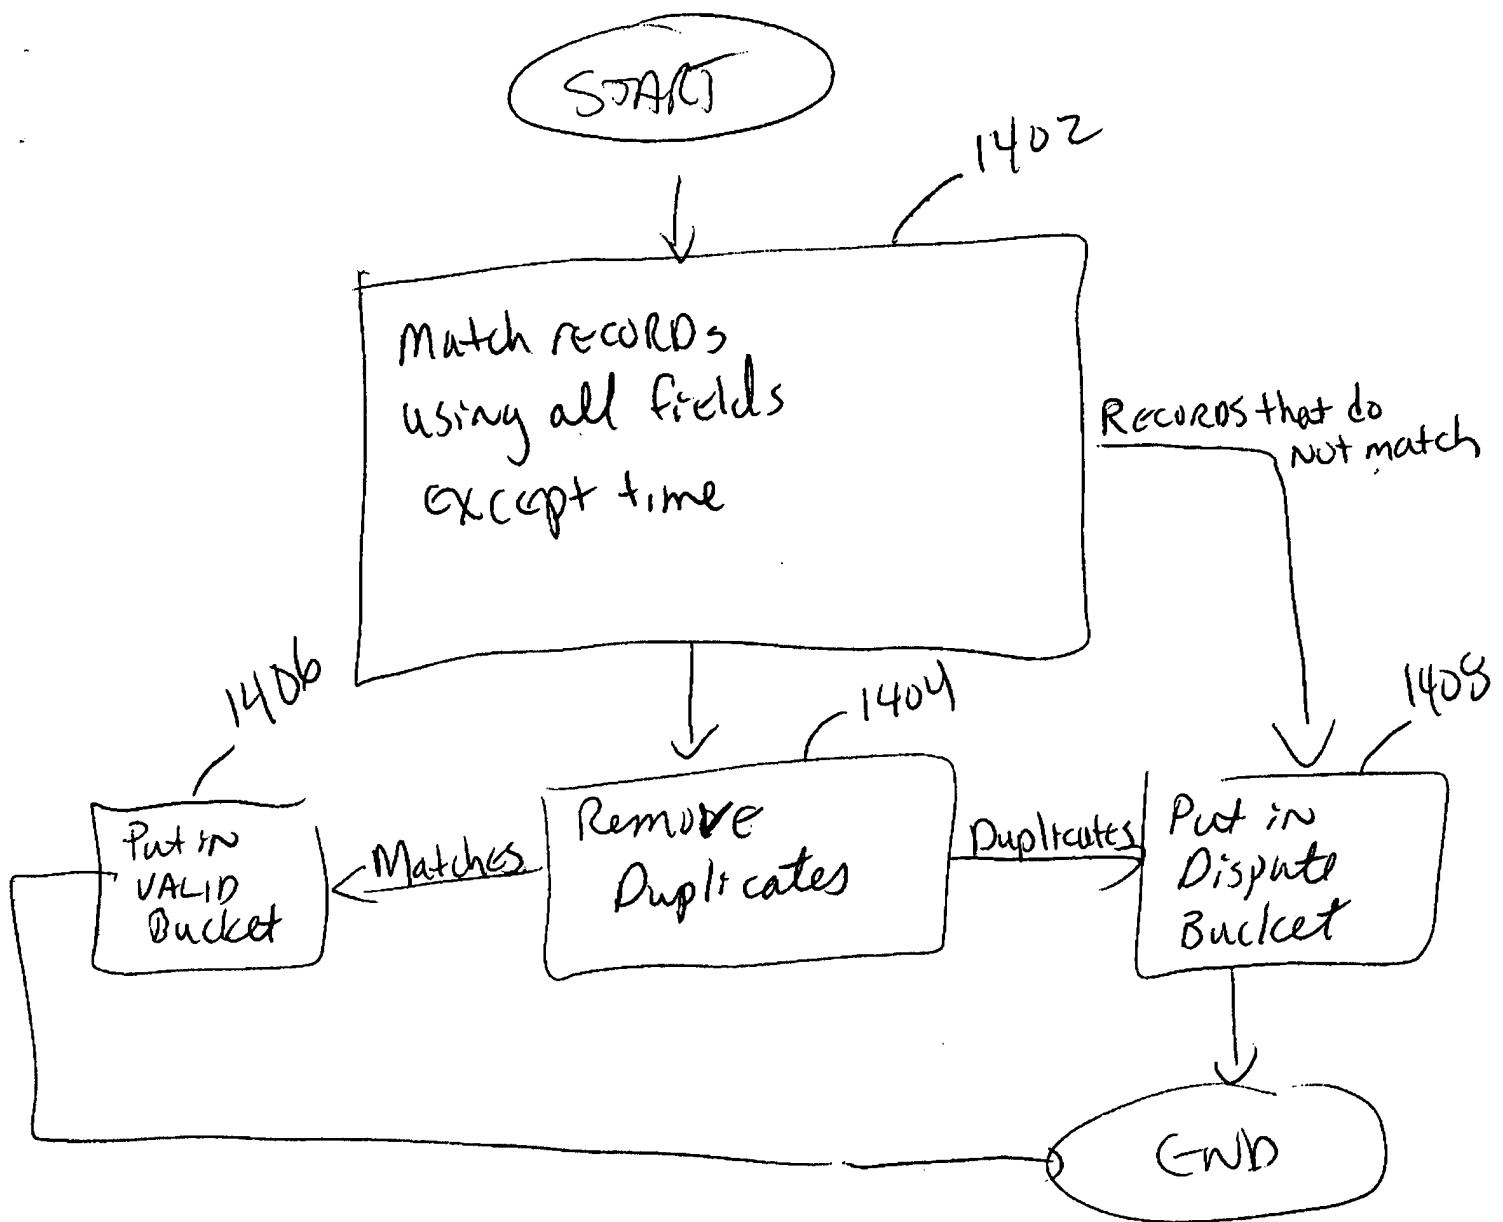 START
1402
Match RECORDs
using all fields
except time
RECORDS that do
Not match
1406
1404
1408
Put in
VALID
Bucket
Matches
Remove
Duplicates
Duplicates
Put in
Dispute
Bucket
END